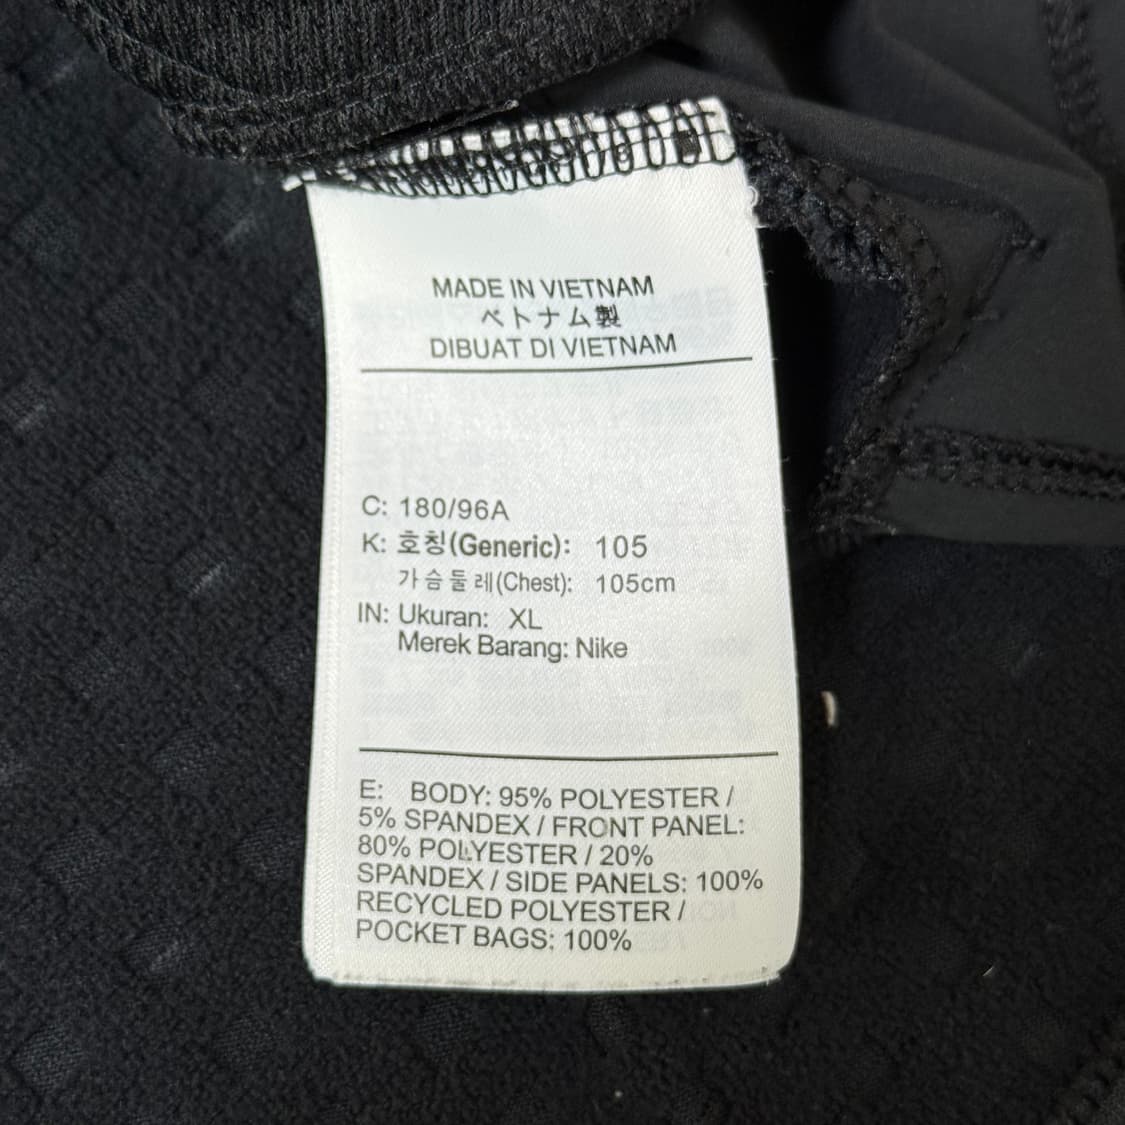 MADE IN VIETNAM
ベトナム製
DIBUAT DI VIETNAM
C: 180/96A
K: 호칭(Generic): 105
가슴둘레(Chest): 105cm
IN: Ukuran: XL
Merek Barang: Nike
E: BODY: 95% POLYESTER /
5% SPANDEX / FRONT PANEL:
80% POLYESTER / 20%
SPANDEX / SIDE PANELS: 100%
RECYCLED POLYESTER /
POCKET BAGS: 100%